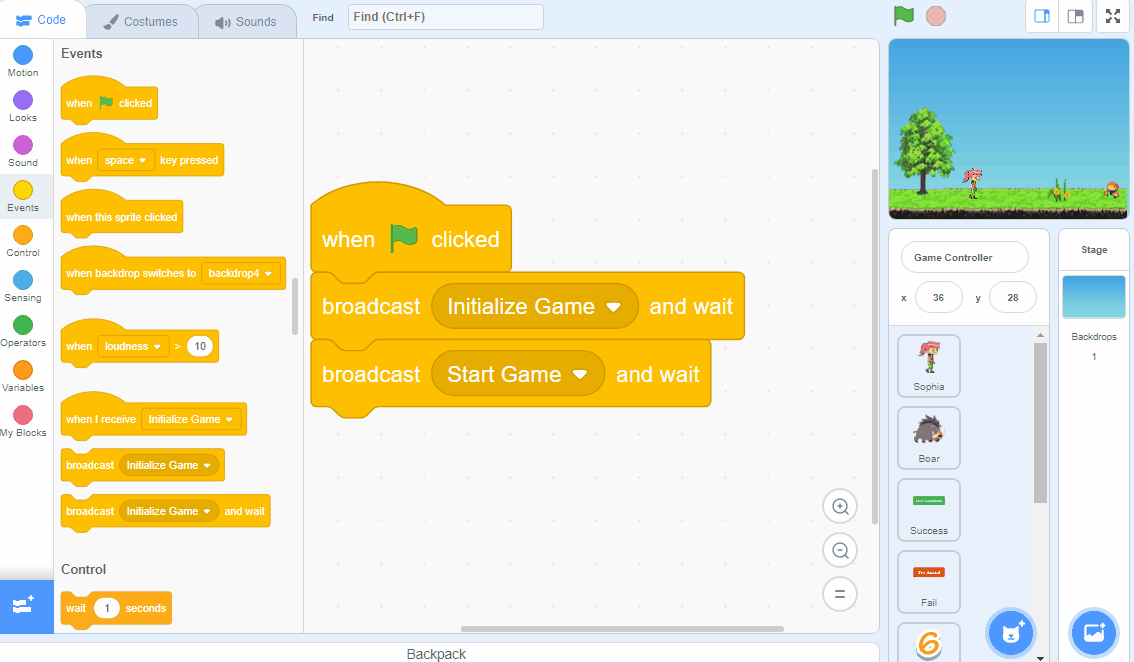 Code
Costumes
Sounds
Find
Find (Ctrl+F)
Motion
Looks
Sound
Events
Control
Sensing
Operators
Variables
My Blocks
Events
when clicked
when space key pressed
when this sprite clicked
when backdrop switches to backdrop4
when loudness > 10
when I receive Initialize Game
broadcast Initialize Game
broadcast Initialize Game and wait
Control
wait 1 seconds
when clicked
broadcast Initialize Game and wait
broadcast Start Game and wait
Backpack
Game Controller
x 36 y 28
Sophia
Boar
Success
Fail
Stage
Backdrops
1